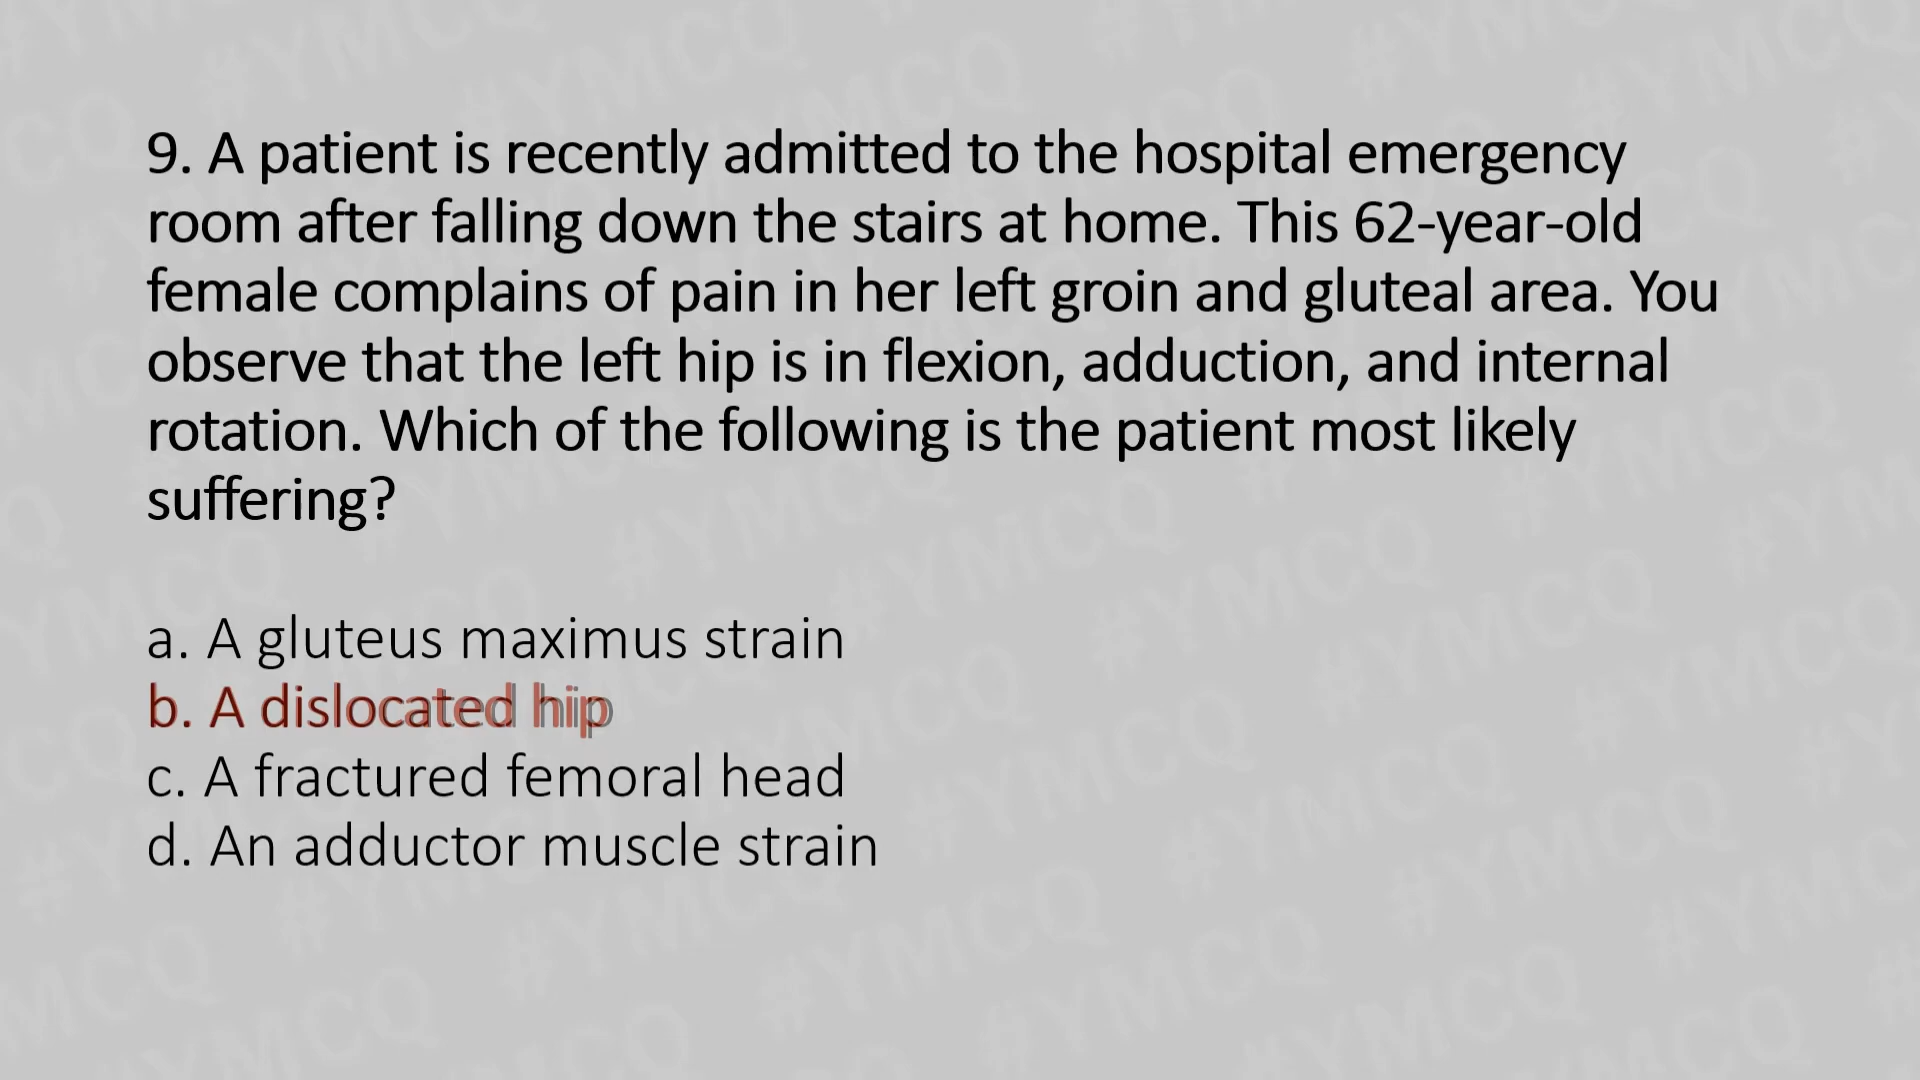 9. A patient is recently admitted to the hospital emergency
room after falling down the stairs at home. This 62-year-old
female complains of pain in her left groin and gluteal area. You
observe that the left hip is in flexion, adduction, and internal
rotation. Which of the following is the patient most likely
suffering?
a. A gluteus maximus strain
b. A dislocated hip
c. A fractured femoral head
d. An adductor muscle strain
#YMCQ